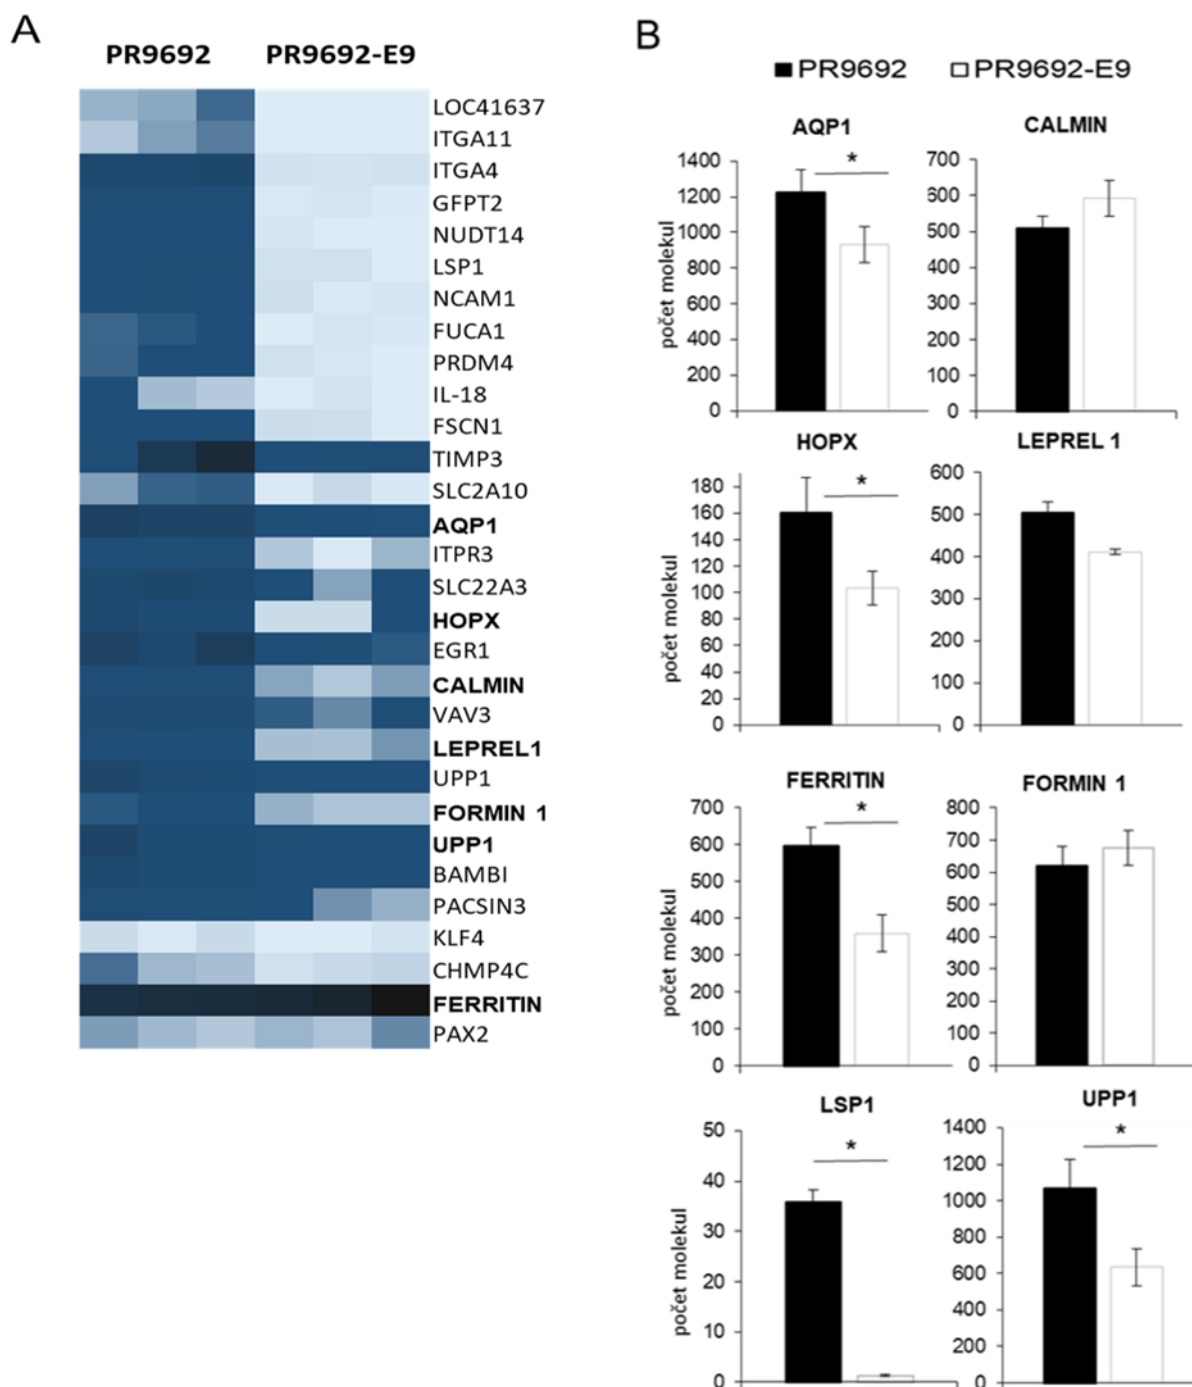 A
PR9692 PR9692-E9
LOC41637
ITGA11
ITGA4
GFPT2
NUDT14
LSP1
NCAM1
FUCA1
PRDM4
IL-18
FSCN1
TIMP3
SLC2A10
AQP1
ITPR3
SLC22A3
HOPX
EGR1
CALMIN
VAV3
LEPREL1
UPP1
FORMIN 1
UPP1
BAMBI
PACSIN3
KLF4
CHMP4C
FERRITIN
PAX2
B
PR9692 PR9692-E9
AQP1
počet molekul
1400
1200
1000
800
600
400
200
0
*
CALMIN
700
600
500
400
300
200
100
0
HOPX
počet molekul
180
160
140
120
100
80
60
40
20
0
*
LEPREL 1
600
500
400
300
200
100
0
FERRITIN
počet molekul
700
600
500
400
300
200
100
0
*
FORMIN 1
800
700
600
500
400
300
200
100
0
LSP1
počet molekul
50
40
30
20
10
0
*
UPP1
1400
1200
1000
800
600
400
200
0
*